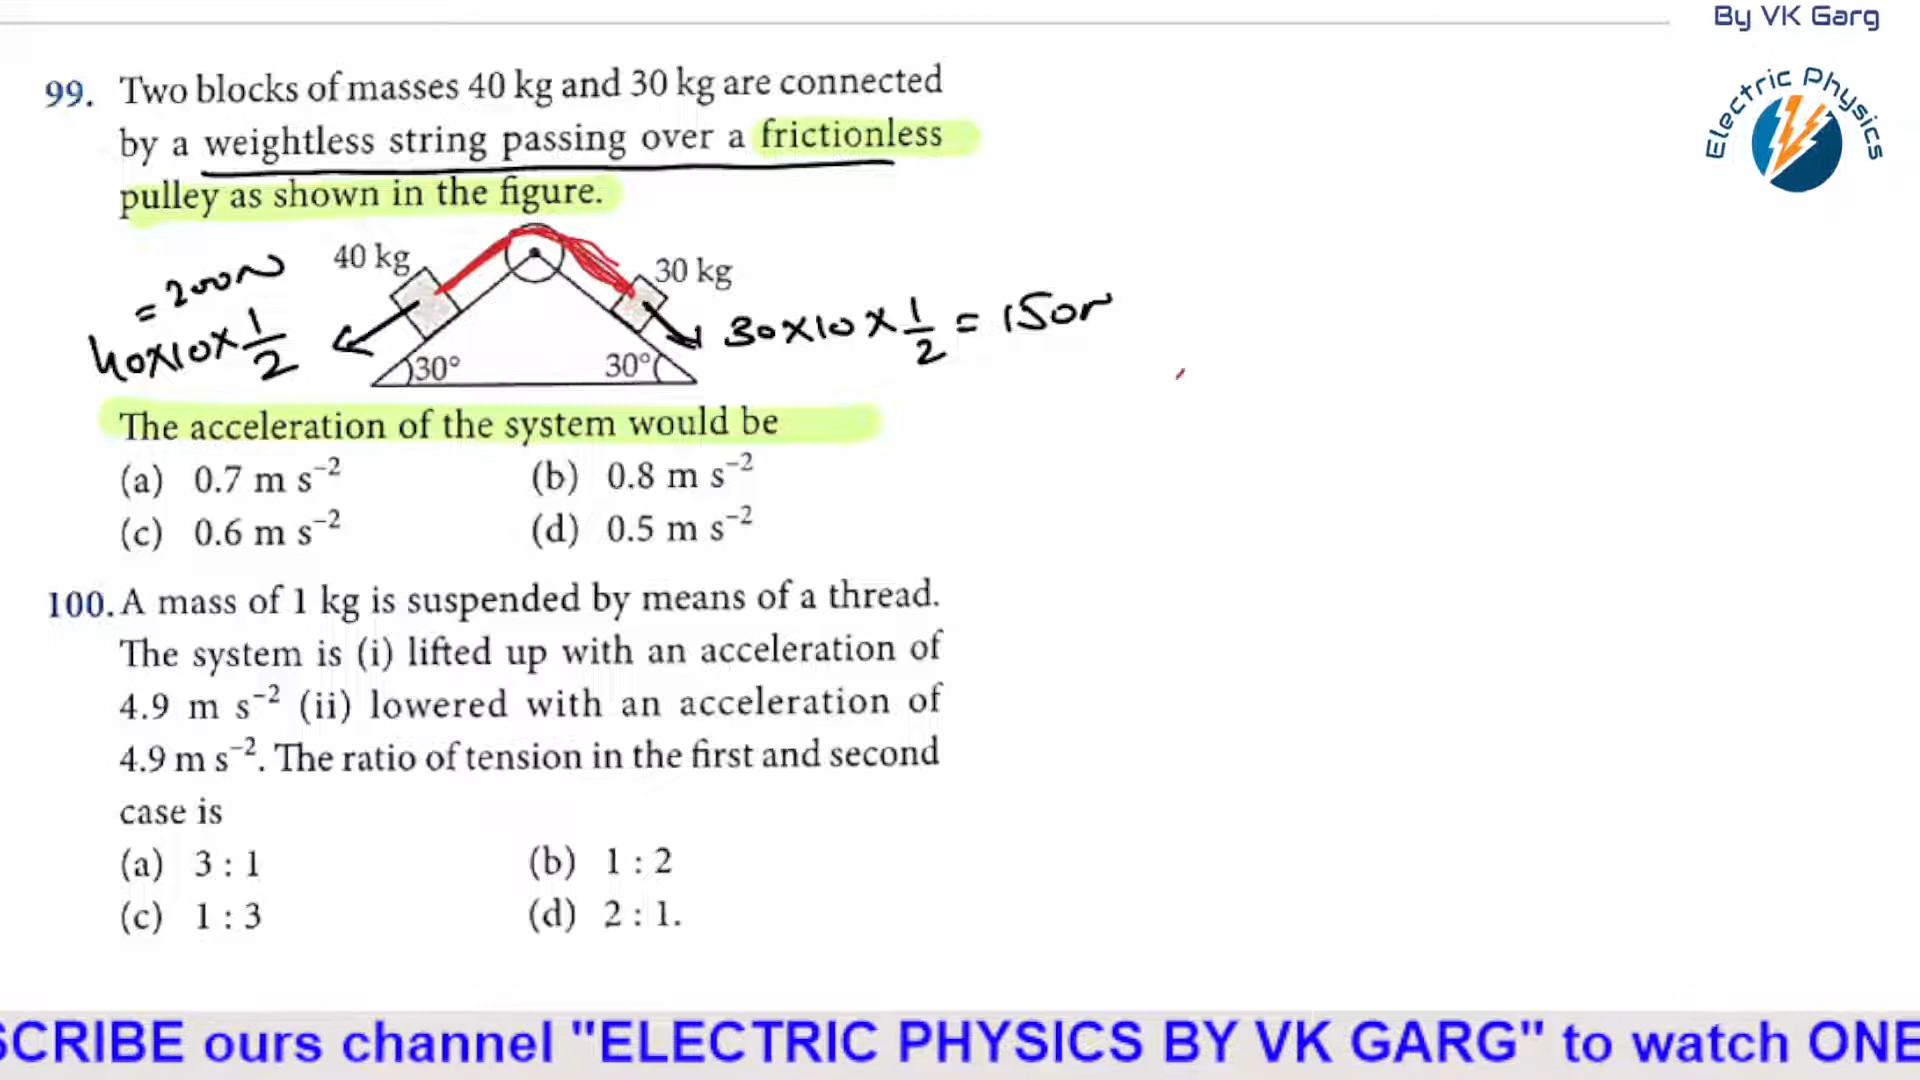 By VK Garg
Electric Physics
99. Two blocks of masses 40 kg and 30 kg are connected
by a weightless string passing over a frictionless
pulley as shown in the figure.
40 kg
30 kg
= 200N
40×10×1/2
30×10×1/2 = 150N
30°
30°
The acceleration of the system would be
(a) 0.7 m s⁻² (b) 0.8 m s⁻²
(c) 0.6 m s⁻² (d) 0.5 m s⁻²
100. A mass of 1 kg is suspended by means of a thread.
The system is (i) lifted up with an acceleration of
4.9 m s⁻² (ii) lowered with an acceleration of
4.9 m s⁻². The ratio of tension in the first and second
case is
(a) 3 : 1 (b) 1 : 2
(c) 1 : 3 (d) 2 : 1.
SCRIBE ours channel "ELECTRIC PHYSICS BY VK GARG" to watch ONE